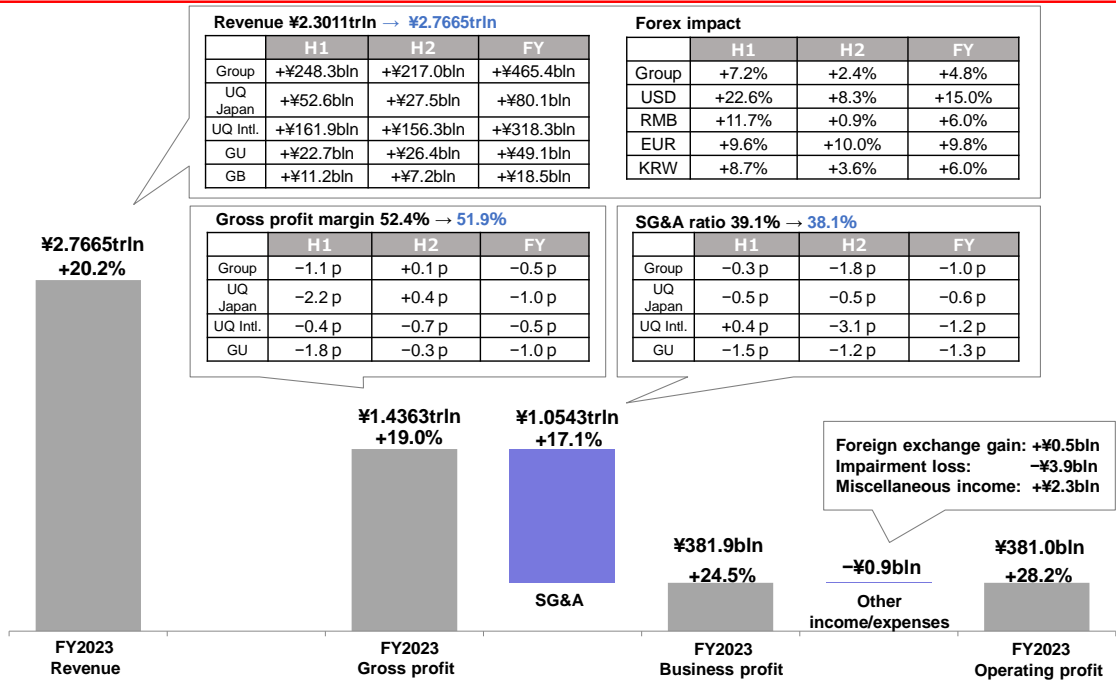 Revenue ¥2.3011trln → ¥2.7665trln
H1 H2 FY
Group +¥248.3bln +¥217.0bln +¥465.4bln
UQ Japan +¥52.6bln +¥27.5bln +¥80.1bln
UQ Intl. +¥161.9bln +¥156.3bln +¥318.3bln
GU +¥22.7bln +¥26.4bln +¥49.1bln
GB +¥11.2bln +¥7.2bln +¥18.5bln
Forex impact
H1 H2 FY
Group +7.2% +2.4% +4.8%
USD +22.6% +8.3% +15.0%
RMB +11.7% +0.9% +6.0%
EUR +9.6% +10.0% +9.8%
KRW +8.7% +3.6% +6.0%
Gross profit margin 52.4% → 51.9%
H1 H2 FY
Group −1.1 p +0.1 p −0.5 p
UQ Japan −2.2 p +0.4 p −1.0 p
UQ Intl. −0.4 p −0.7 p −0.5 p
GU −1.8 p −0.3 p −1.0 p
SG&A ratio 39.1% → 38.1%
H1 H2 FY
Group −0.3 p −1.8 p −1.0 p
UQ Japan −0.5 p −0.5 p −0.6 p
UQ Intl. +0.4 p −3.1 p −1.2 p
GU −1.5 p −1.2 p −1.3 p
¥2.7665trln
+20.2%
¥1.4363trln
+19.0%
¥1.0543trln
+17.1%
Foreign exchange gain: +¥0.5bln
Impairment loss: −¥3.9bln
Miscellaneous income: +¥2.3bln
¥381.9bln
+24.5%
−¥0.9bln
¥381.0bln
+28.2%
SG&A
Other
income/expenses
FY2023
Revenue
FY2023
Gross profit
FY2023
Business profit
FY2023
Operating profit